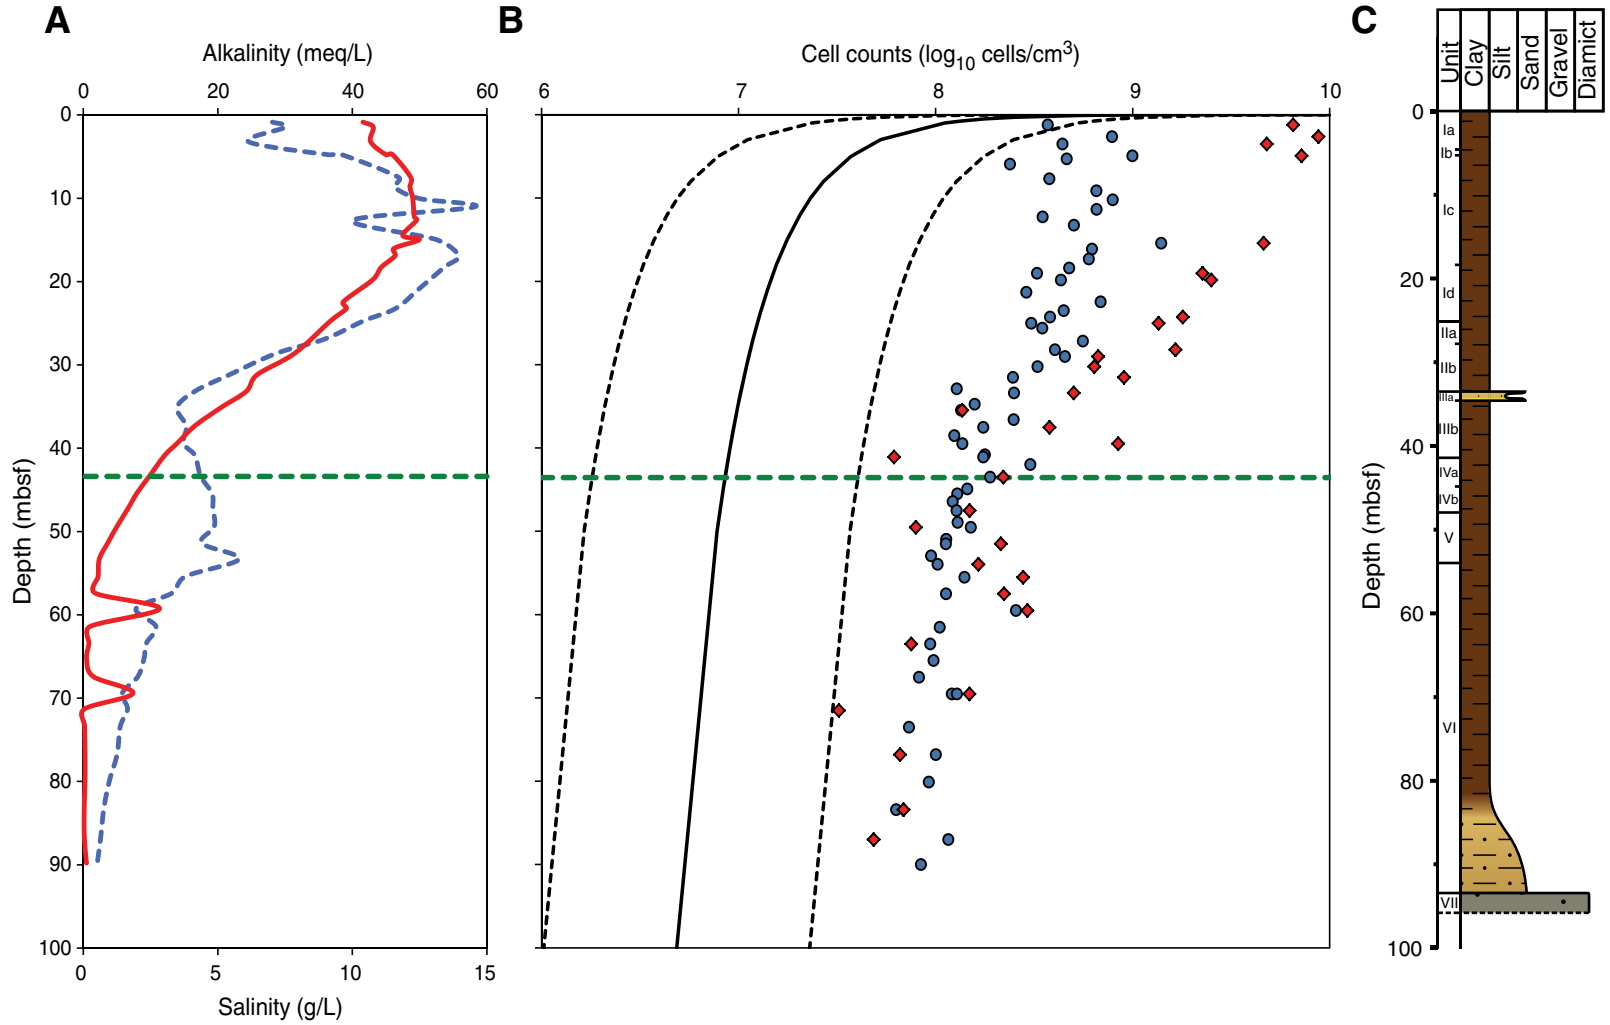 A
Alkalinity (meq/L)
0 20 40 60
0
10
20
30
40
50
60
70
80
90
100
Depth (mbsf)
0 5 10 15
Salinity (g/L)
B
Cell counts (log10 cells/cm3)
6 7 8 9 10
C
Unit Clay Silt Sand Gravel Diamict
0
20
40
60
80
100
Depth (mbsf)
Ia
Ib
Ic
Id
IIa
IIb
IIIa
IIIb
IVa
IVb
V
VI
VII